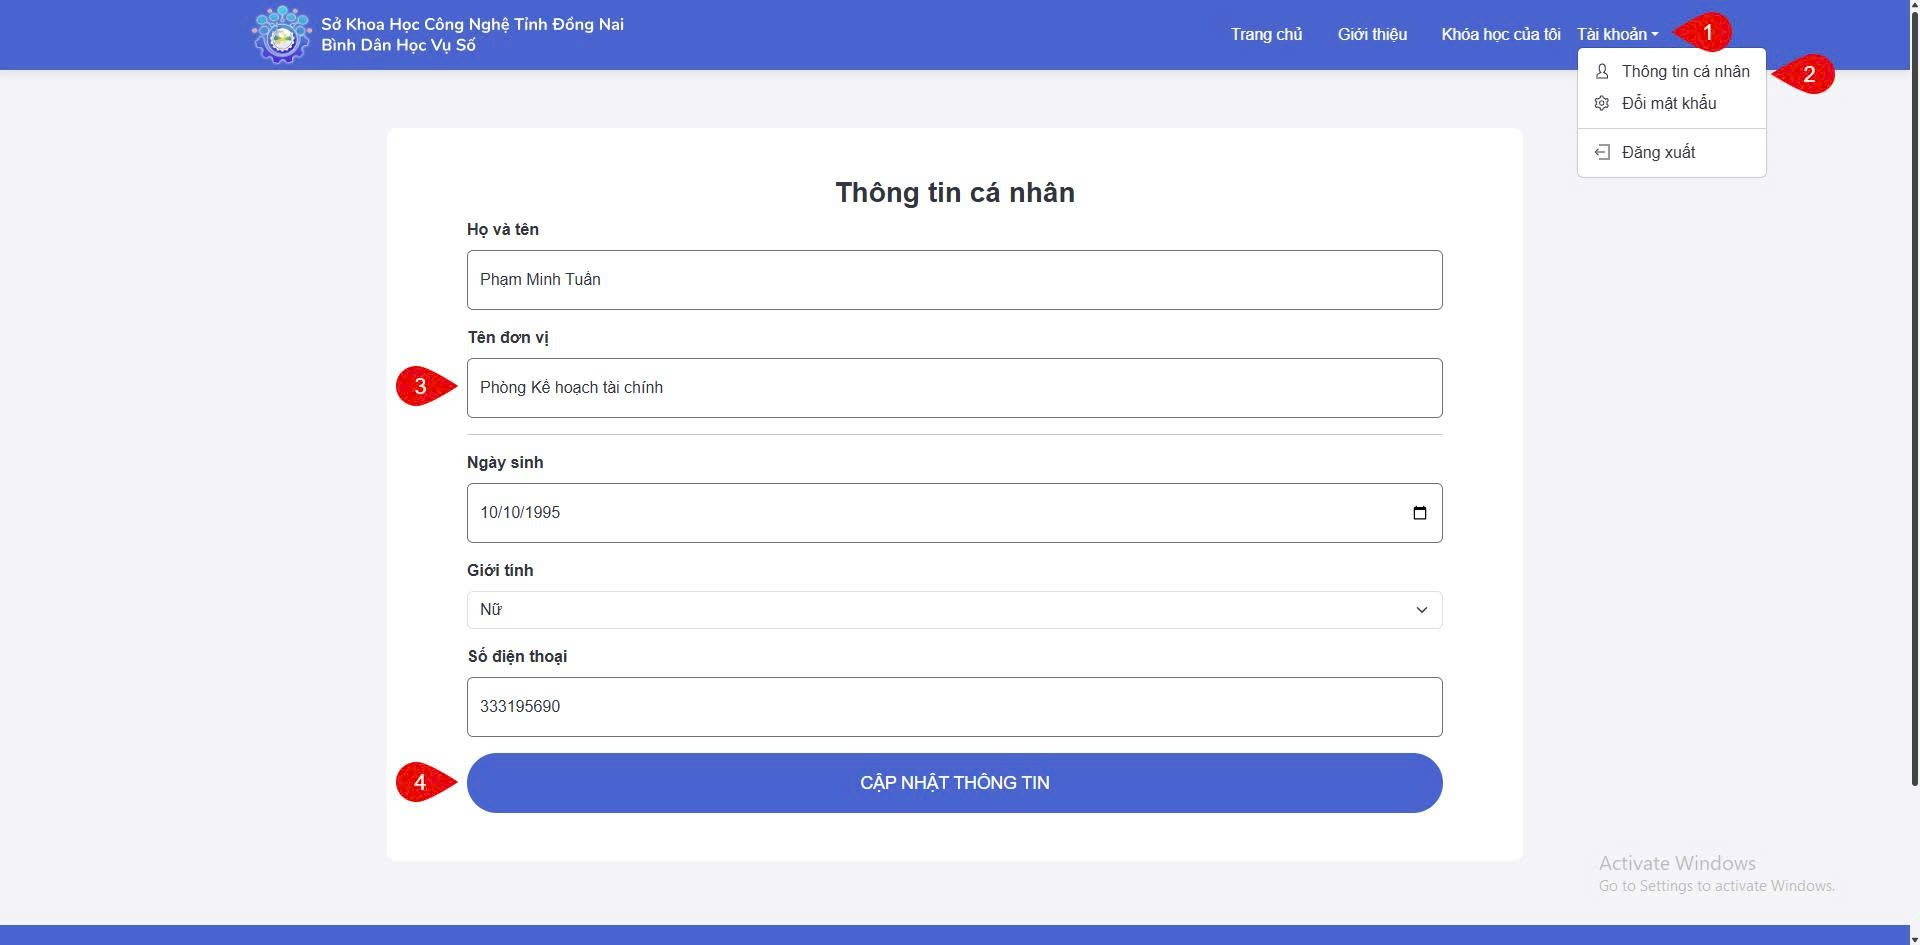 Sở Khoa Học Công Nghệ Tỉnh Đồng Nai
Bình Dân Học Vụ Số
Trang chủ
Giới thiệu
Khóa học của tôi
Tài khoản
1
Thông tin cá nhân
2
Đổi mật khẩu
Đăng xuất
Thông tin cá nhân
Họ và tên
Phạm Minh Tuấn
Tên đơn vị
3
Phòng Kế hoạch tài chính
Ngày sinh
10/10/1995
Giới tính
Nữ
Số điện thoại
333195690
4
CẬP NHẬT THÔNG TIN
Activate Windows
Go to Settings to activate Windows.